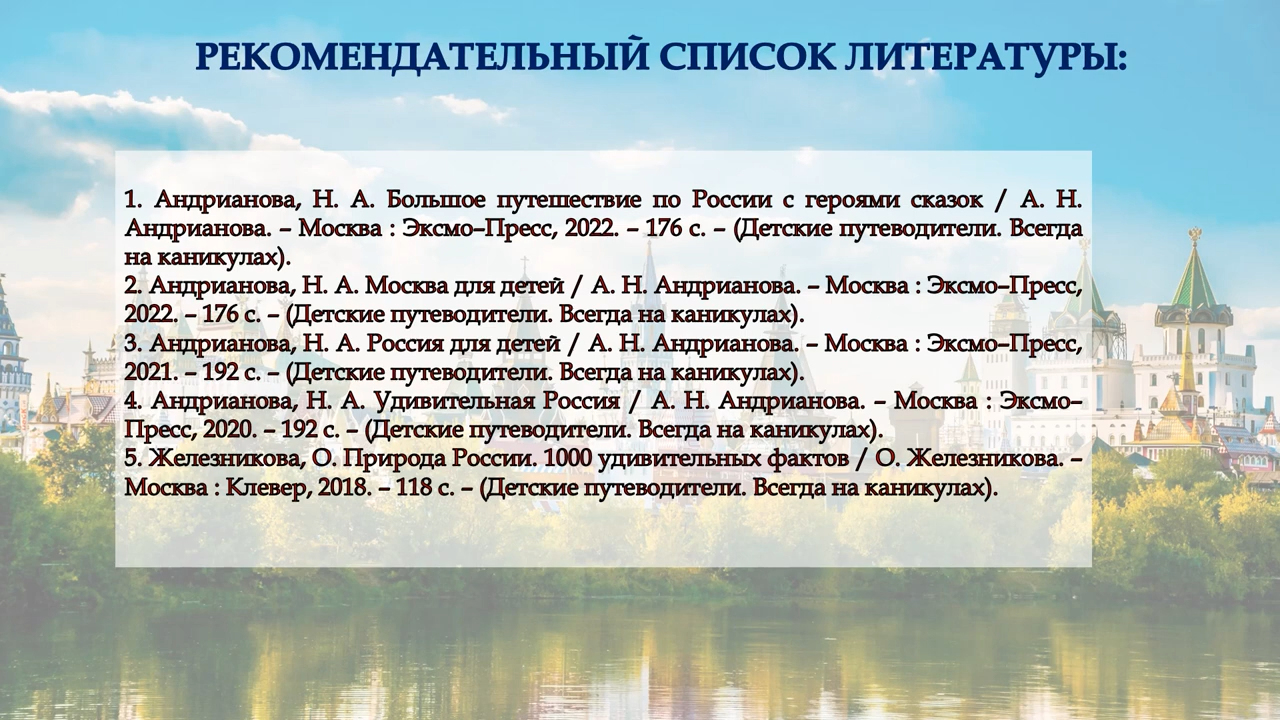 РЕКОМЕНДАТЕЛЬНЫЙ СПИСОК ЛИТЕРАТУРЫ:
1. Андрианова, Н. А. Большое путешествие по России с героями сказок / А. Н.
Андрианова. – Москва : Эксмо–Пресс, 2022. – 176 с. – (Детские путеводители. Всегда
на каникулах).
2. Андрианова, Н. А. Москва для детей / А. Н. Андрианова. – Москва : Эксмо–Пресс,
2022. – 176 с. – (Детские путеводители. Всегда на каникулах).
3. Андрианова, Н. А. Россия для детей / А. Н. Андрианова. – Москва : Эксмо–Пресс,
2021. – 192 с. – (Детские путеводители. Всегда на каникулах).
4. Андрианова, Н. А. Удивительная Россия / А. Н. Андрианова. – Москва : Эксмо–
Пресс, 2020. – 192 с. – (Детские путеводители. Всегда на каникулах).
5. Железникова, О. Природа России. 1000 удивительных фактов / О. Железникова. –
Москва : Клевер, 2018. – 118 с. – (Детские путеводители. Всегда на каникулах).